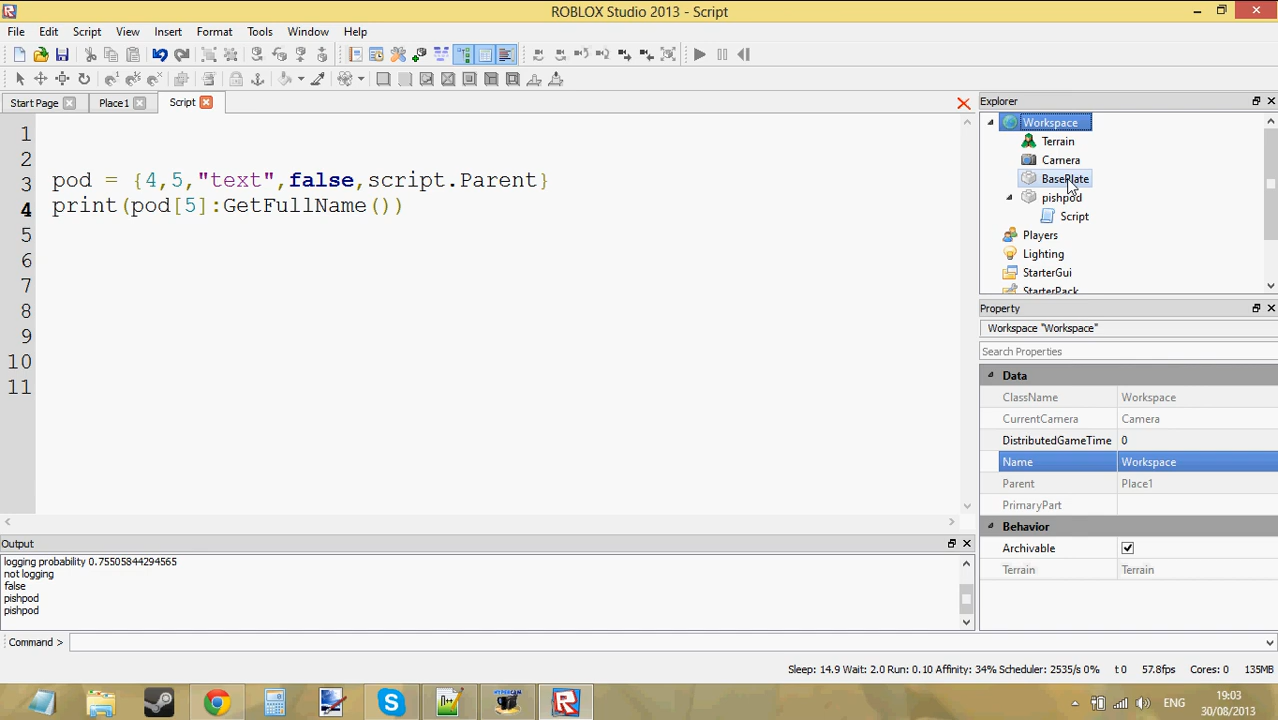 ROBLOX Studio 2013 - Script
File Edit Script View Insert Format Tools Window Help
Start Page Place1 Script
1
2
3 pod = {4,5,"text",false,script.Parent}
4 print(pod[5]:GetFullName())
5
6
7
8
9
10
11
Explorer
Workspace
Terrain
Camera
BasePlate
pishpod
Script
Players
Lighting
StarterGui
StarterPack
Property
Workspace "Workspace"
Search Properties
Data
ClassName Workspace
CurrentCamera Camera
DistributedGameTime 0
Name Workspace
Parent Place1
PrimaryPart
Behavior
Archivable
Terrain Terrain
Output
logging probability 0.75505844294565
not logging
false
pishpod
pishpod
Command >
Sleep: 14.9 Wait: 2.0 Run: 0.10 Affinity: 34% Scheduler: 2535/s 0% t 0 57.8fps Cores: 0 135MB
ENG
19:03
30/08/2013